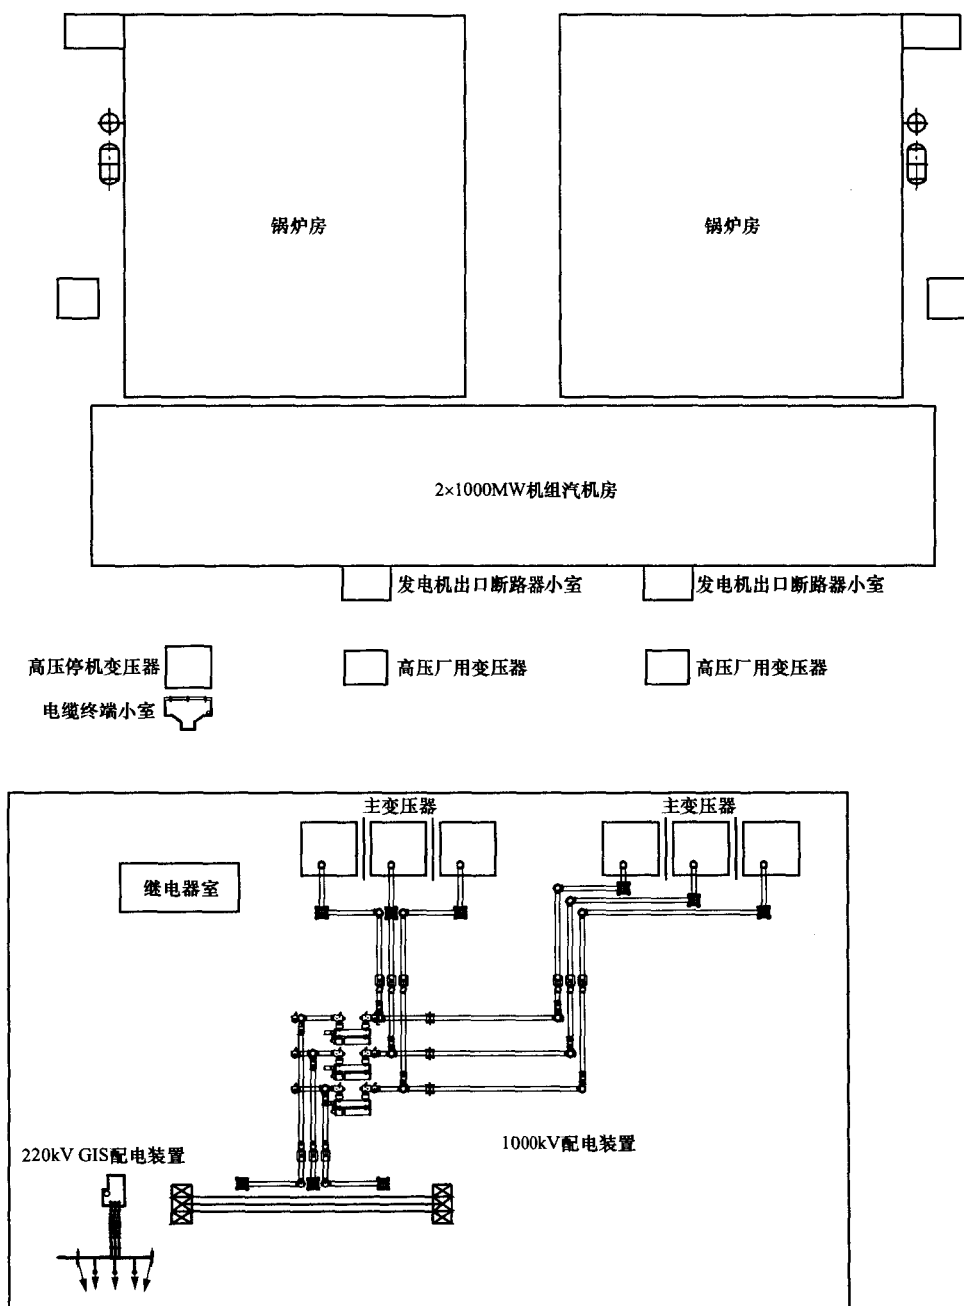 锅炉房
锅炉房
2×1000MW机组汽机房
发电机出口断路器小室
发电机出口断路器小室
高压停机变压器
高压厂用变压器
高压厂用变压器
电缆终端小室
主变压器
主变压器
继电器室
1000kV配电装置
220kV GIS配电装置